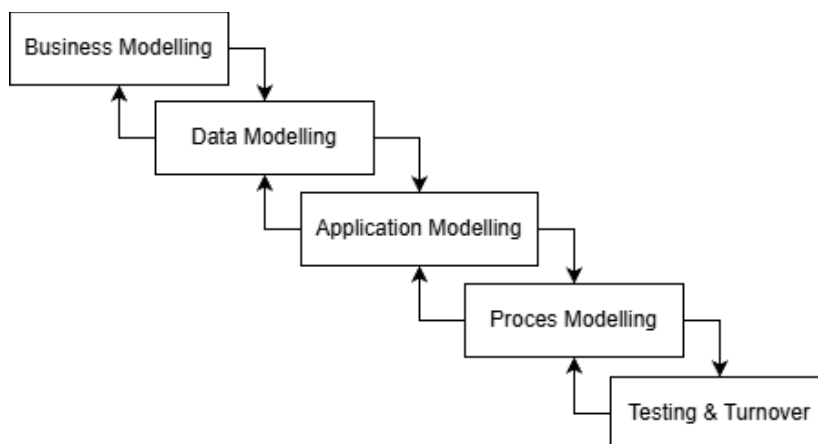 Business Modelling
Data Modelling
Application Modelling
Proces Modelling
Testing & Turnover